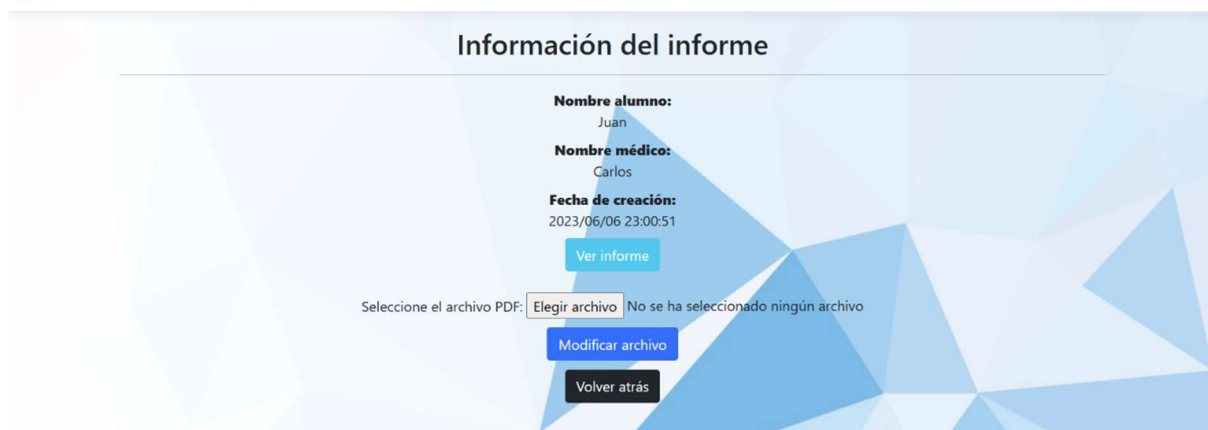 Información del informe
Nombre alumno:
Juan
Nombre médico:
Carlos
Fecha de creación:
2023/06/06 23:00:51
Ver informe
Seleccione el archivo PDF: Elegir archivo No se ha seleccionado ningún archivo
Modificar archivo
Volver atrás